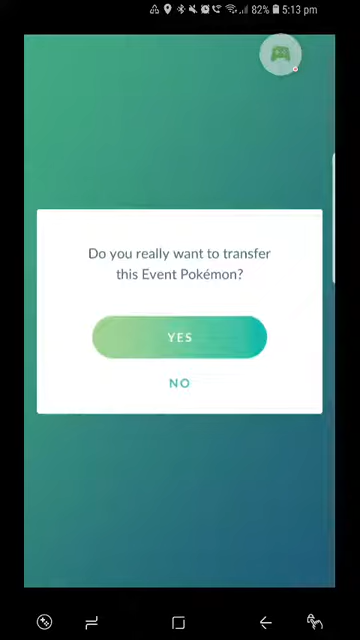 82% 5:13 pm
Do you really want to transfer
this Event Pokémon?
YES
NO